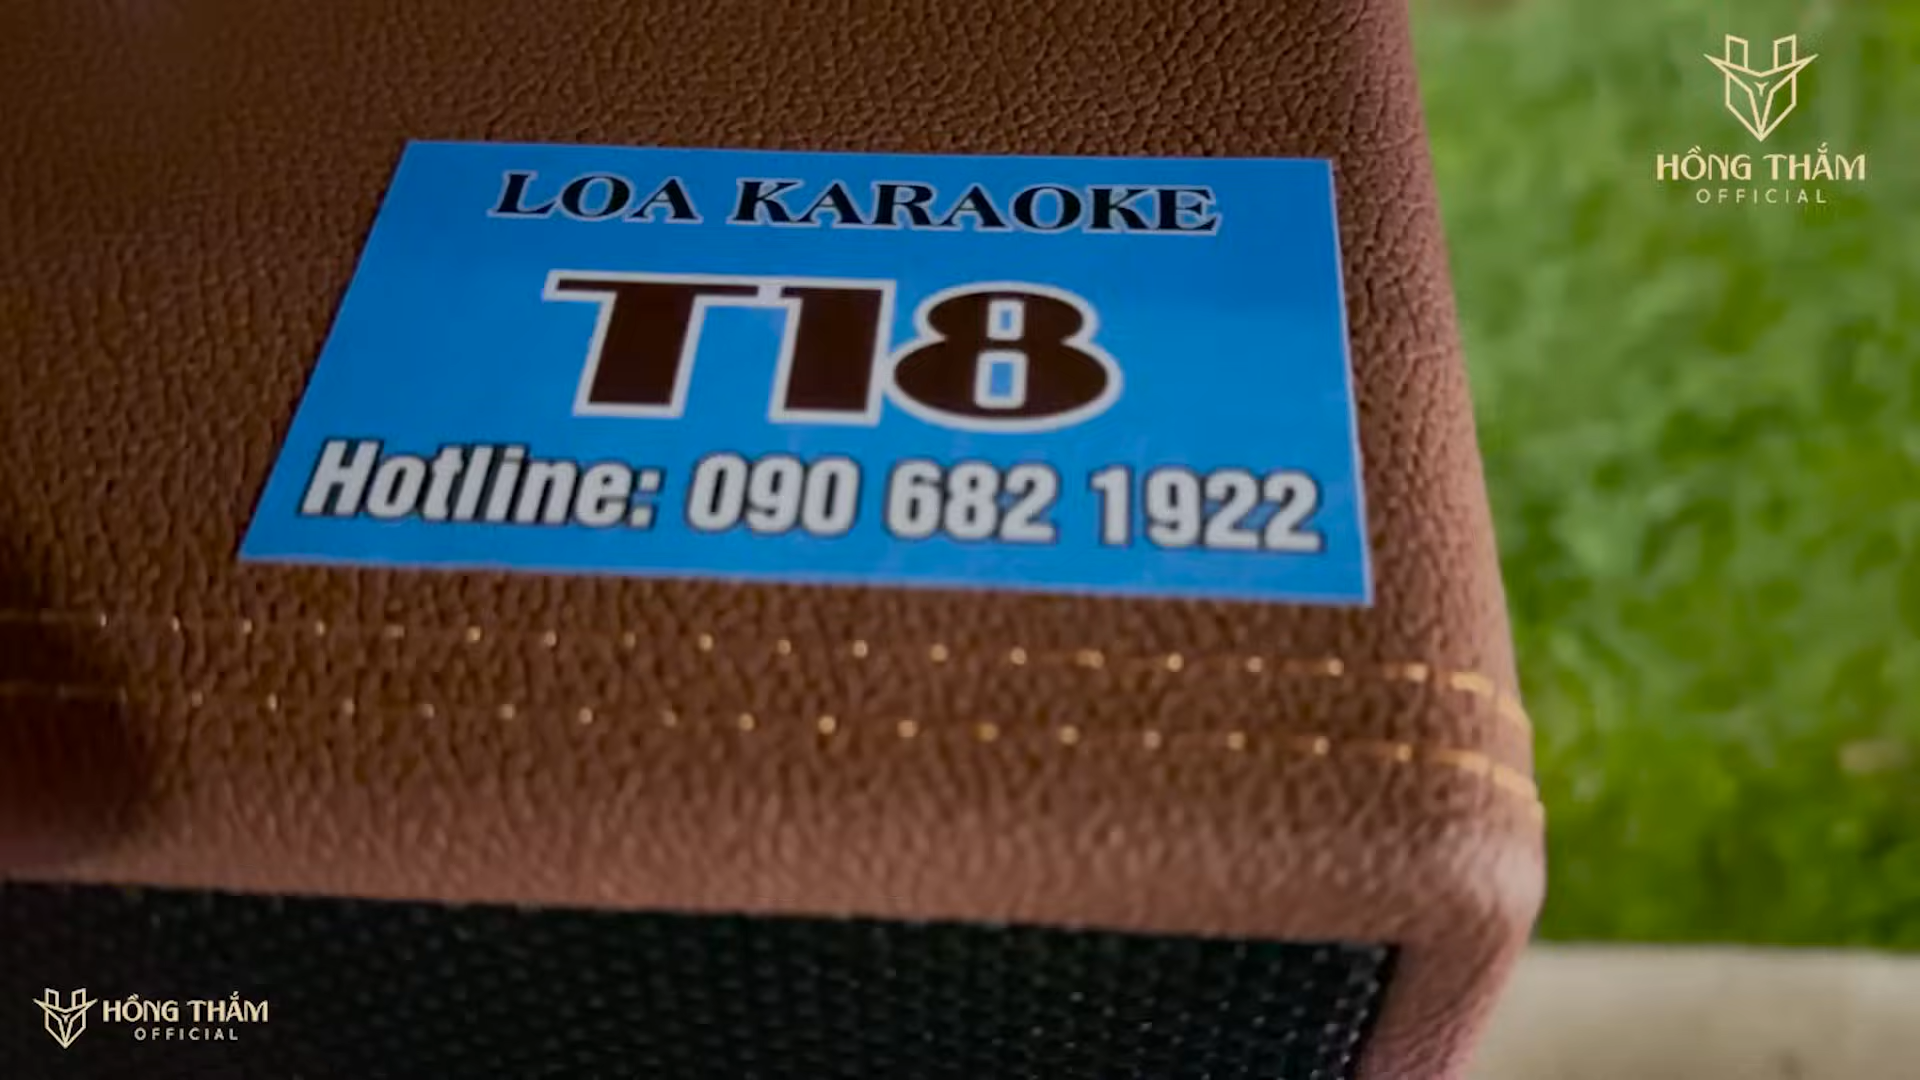 HỒNG THẮM
OFFICIAL
LOA KARAOKE
T18
Hotline: 090 682 1922
HỒNG THẮM
OFFICIAL